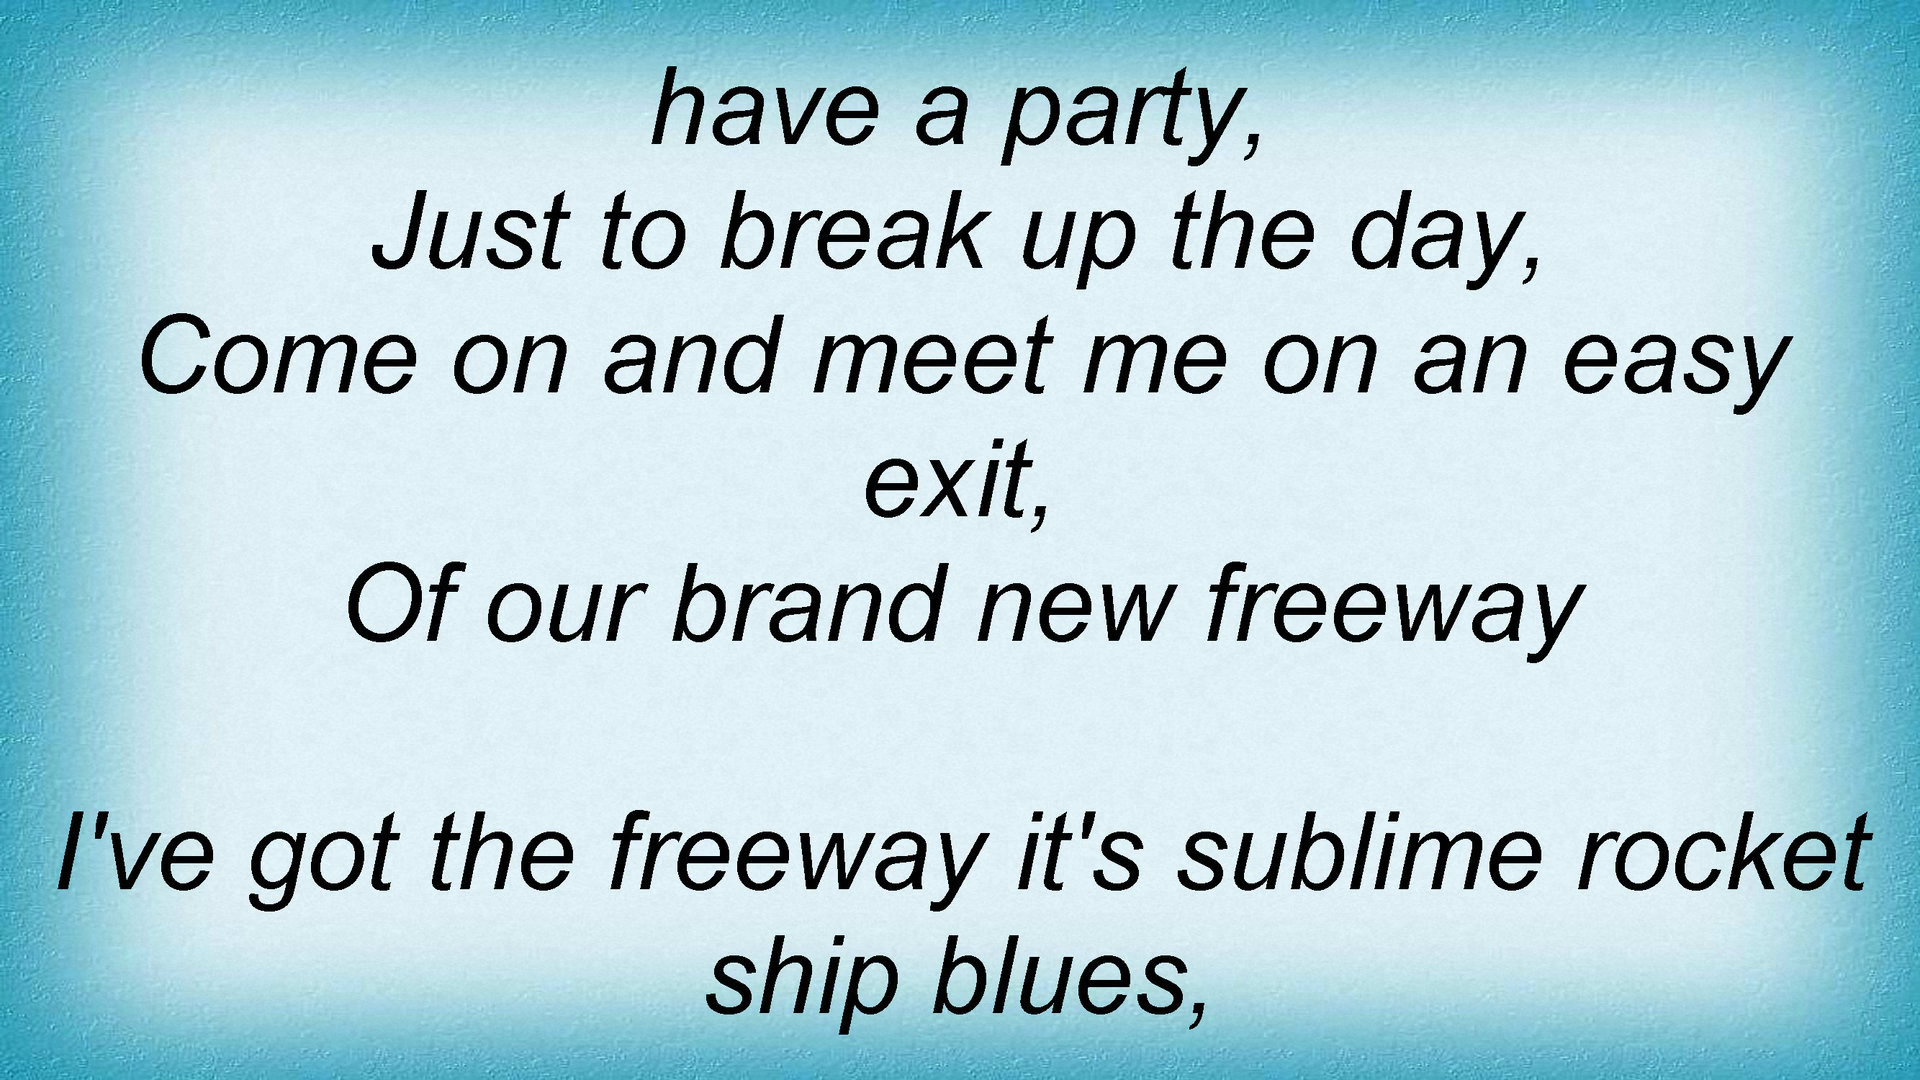 have a party,
Just to break up the day,
Come on and meet me on an easy
exit,
Of our brand new freeway
I've got the freeway it's sublime rocket
ship blues,